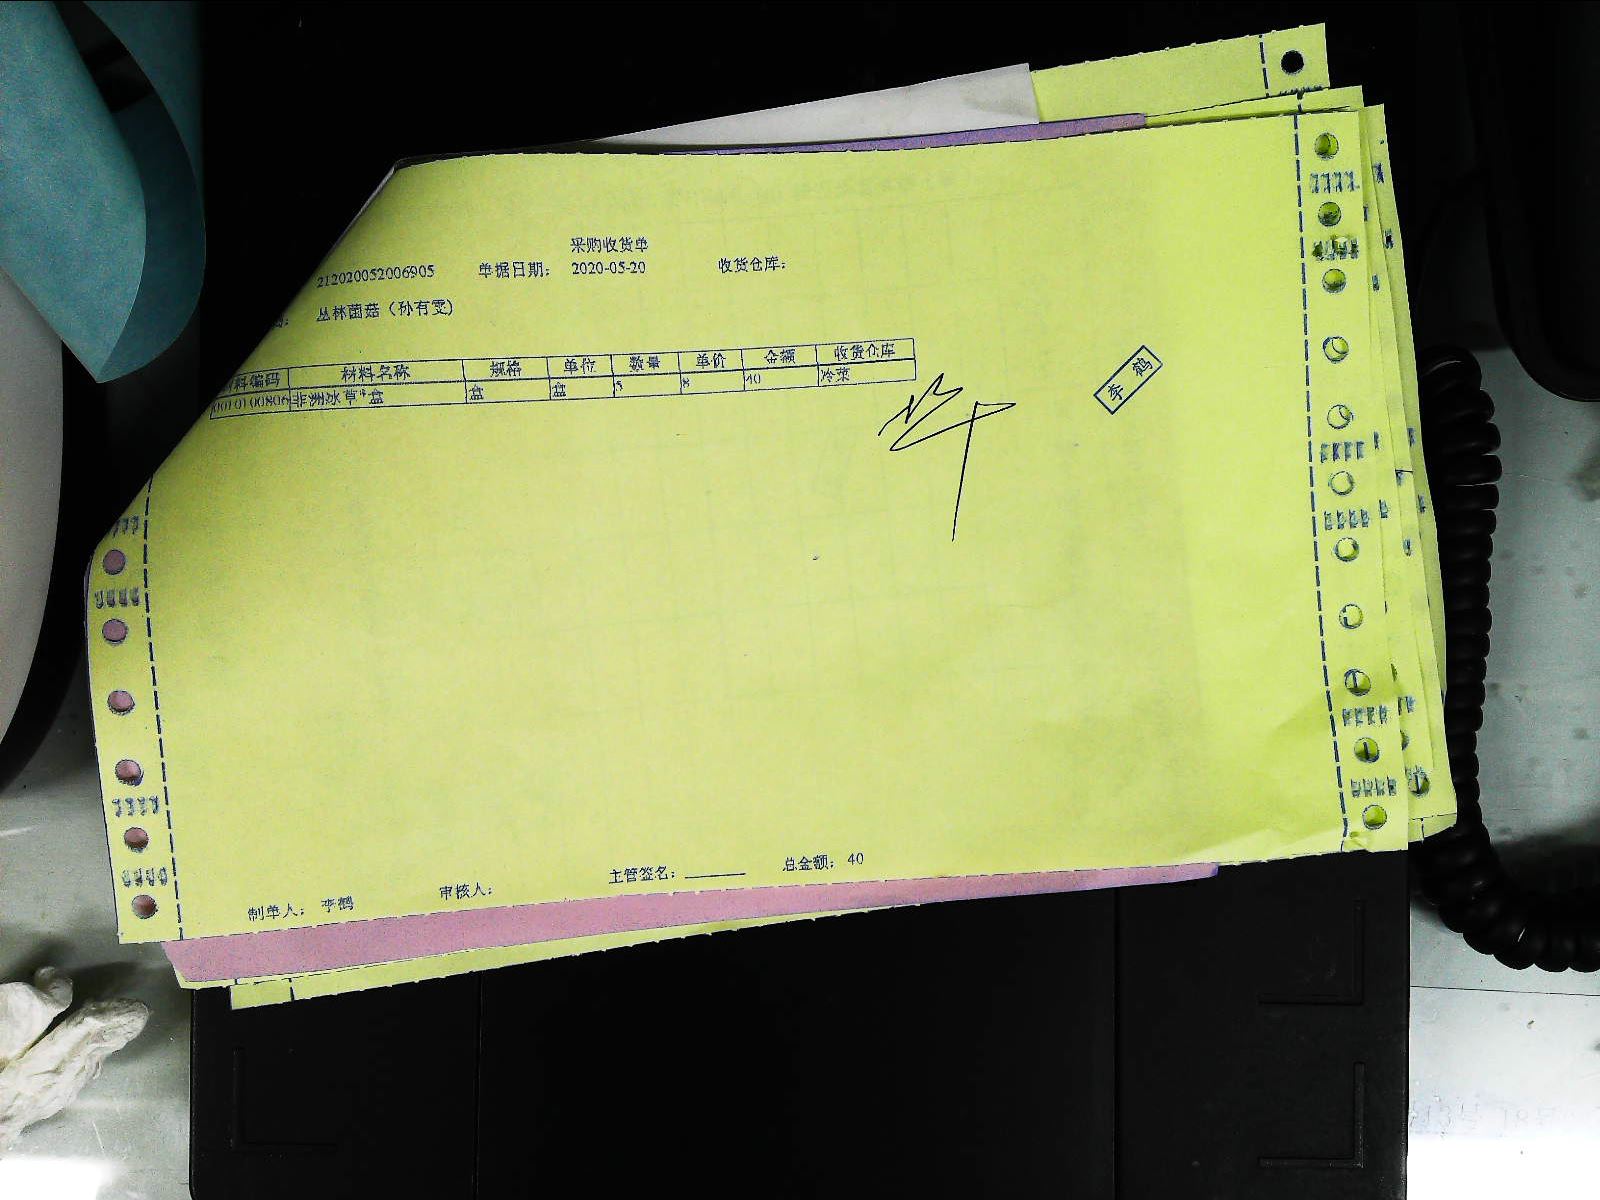 采购收货单
212020052006905 单据日期: 2020-05-20 收货仓库:
丛林菌菇(孙有雯)
料编码 材料名称 规格 单位 数量 单价 金额 收货仓库
0010100806 非洲冰草*盒 盒 盒 5 8 40 冷菜
李鹤
制单人: 李鹤 审核人: 主管签名: 总金额: 40